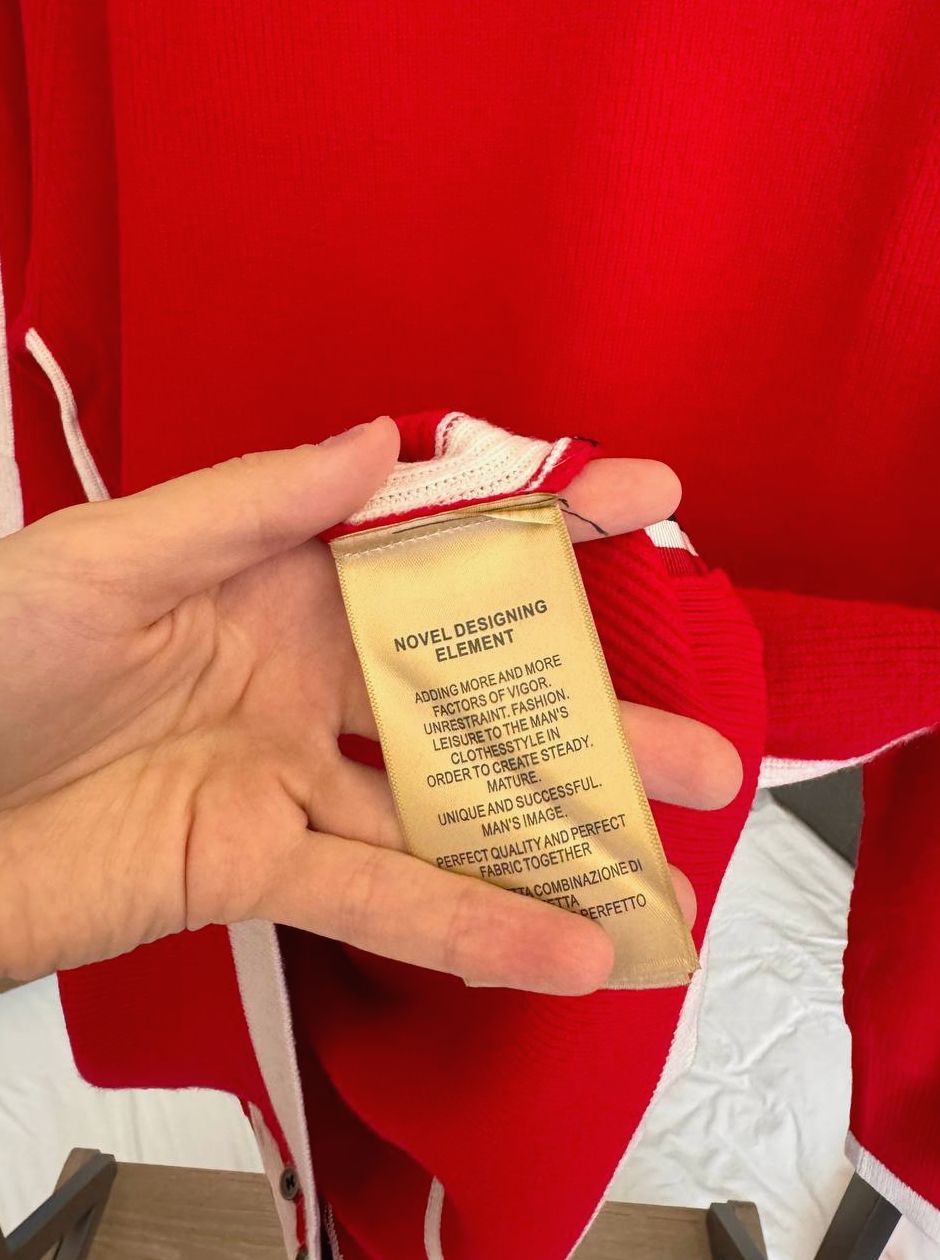 NOVEL DESIGNING
ELEMENT
ADDING MORE AND MORE
FACTORS OF VIGOR.
UNRESTRAINT. FASHION.
LEISURE TO THE MAN'S
CLOTHESSTYLE IN
ORDER TO CREATE STEADY.
MATURE.
UNIQUE AND SUCCESSFUL.
MAN'S IMAGE.
PERFECT QUALITY AND PERFECT
FABRIC TOGETHER
COMBINAZIONE DI
PERFETTO